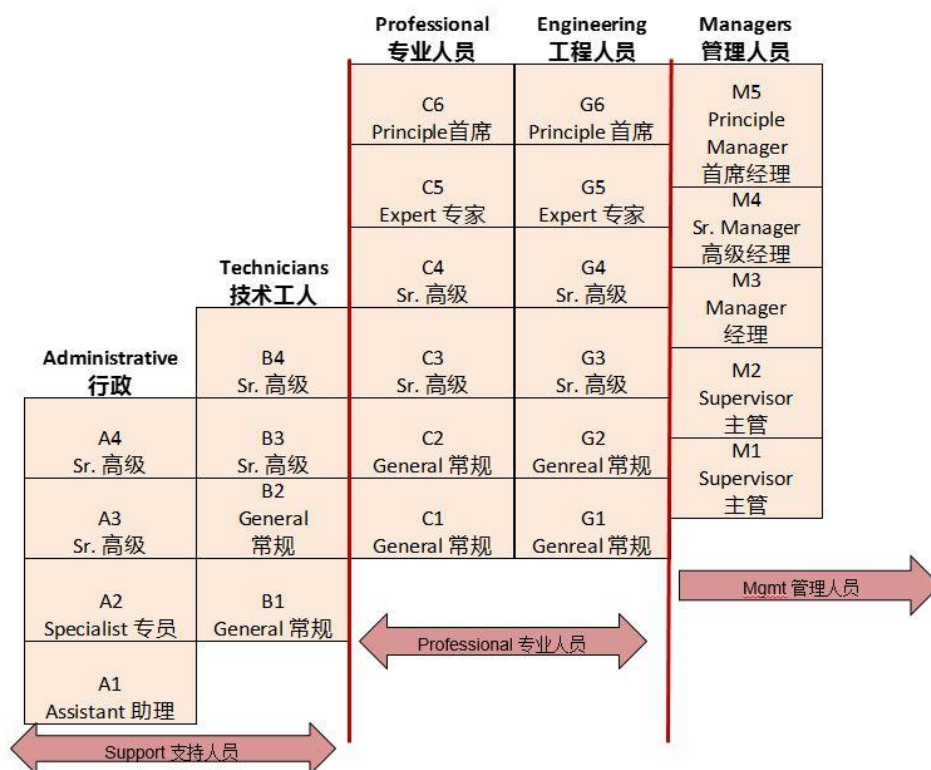 Professional
专业人员
Engineering
工程人员
Managers
管理人员
Technicians
技术工人
Administrative
行政
C6
Principle首席
C5
Expert 专家
C4
Sr. 高级
C3
Sr. 高级
C2
General 常规
C1
General 常规
G6
Principle 首席
G5
Expert 专家
G4
Sr. 高级
G3
Sr. 高级
G2
Genreal 常规
G1
Genreal 常规
M5
Principle
Manager
首席经理
M4
Sr. Manager
高级经理
M3
Manager
经理
M2
Supervisor
主管
M1
Supervisor
主管
B4
Sr. 高级
B3
Sr. 高级
B2
General
常规
B1
General 常规
A4
Sr. 高级
A3
Sr. 高级
A2
Specialist 专员
A1
Assistant 助理
Mgmt 管理人员
Professional 专业人员
Support 支持人员